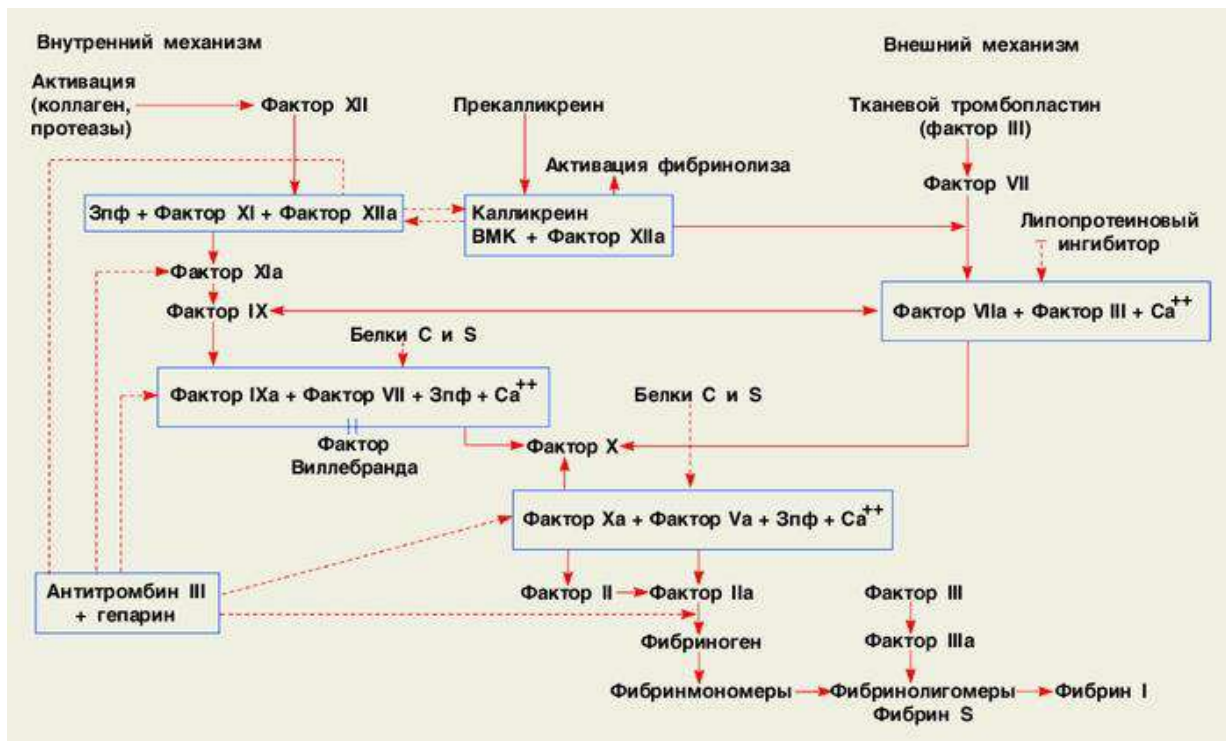 Внутренний механизм
Внешний механизм
Активация
(коллаген,
протеазы)
Фактор XII
Прекалликреин
Тканевой тромбопластин
(фактор III)
Активация фибринолиза
Фактор VII
Зпф + Фактор XI + Фактор XIIa
Калликреин
ВМК + Фактор XIIa
Липопротеиновый
ингибитор
Фактор XIa
Фактор IX
Фактор VIIa + Фактор III + Ca++
Белки C и S
Фактор IXa + Фактор VII + Зпф + Ca++
Белки C и S
Фактор
Виллебранда
Фактор X
Фактор Xa + Фактор Va + Зпф + Ca++
Антитромбин III
+ гепарин
Фактор II
Фактор IIa
Фактор III
Фибриноген
Фактор IIIa
Фибринмономеры
Фибринолигомеры
Фибрин S
Фибрин I